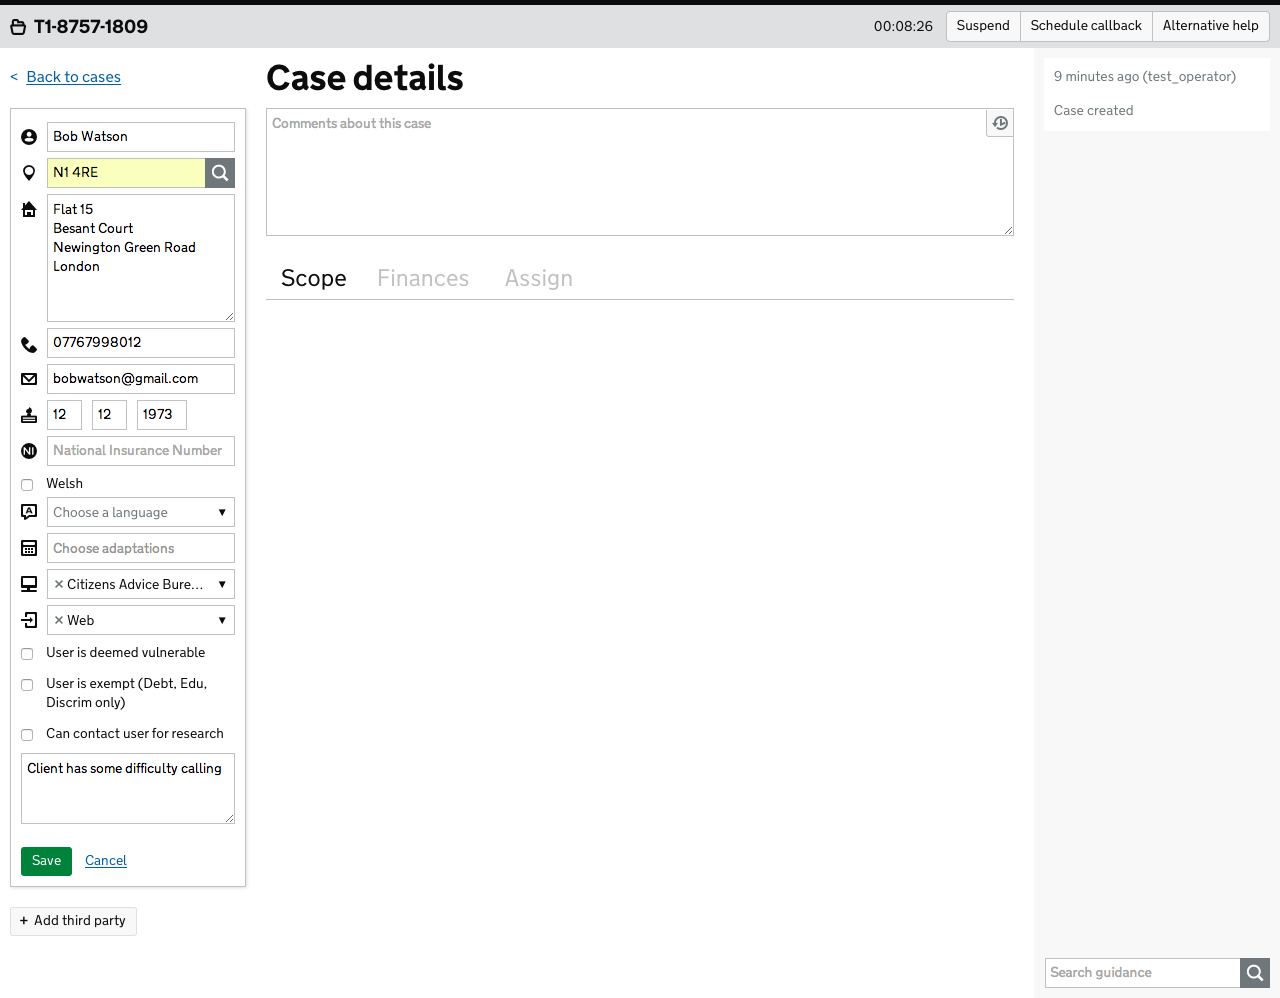 T1-8757-1809
00:08:26
Suspend
Schedule callback
Alternative help
< Back to cases
Bob Watson
N1 4RE
Flat 15
Besant Court
Newington Green Road
London
07767998012
bobwatson@gmail.com
12 12 1973
NI National Insurance Number
Welsh
A Choose a language ▼
Choose adaptations
× Citizens Advice Bure... ▼
× Web ▼
User is deemed vulnerable
User is exempt (Debt, Edu,
Discrim only)
Can contact user for research
Client has some difficulty calling
Save Cancel
+ Add third party
Case details
Comments about this case
Scope Finances Assign
9 minutes ago (test_operator)
Case created
Search guidance